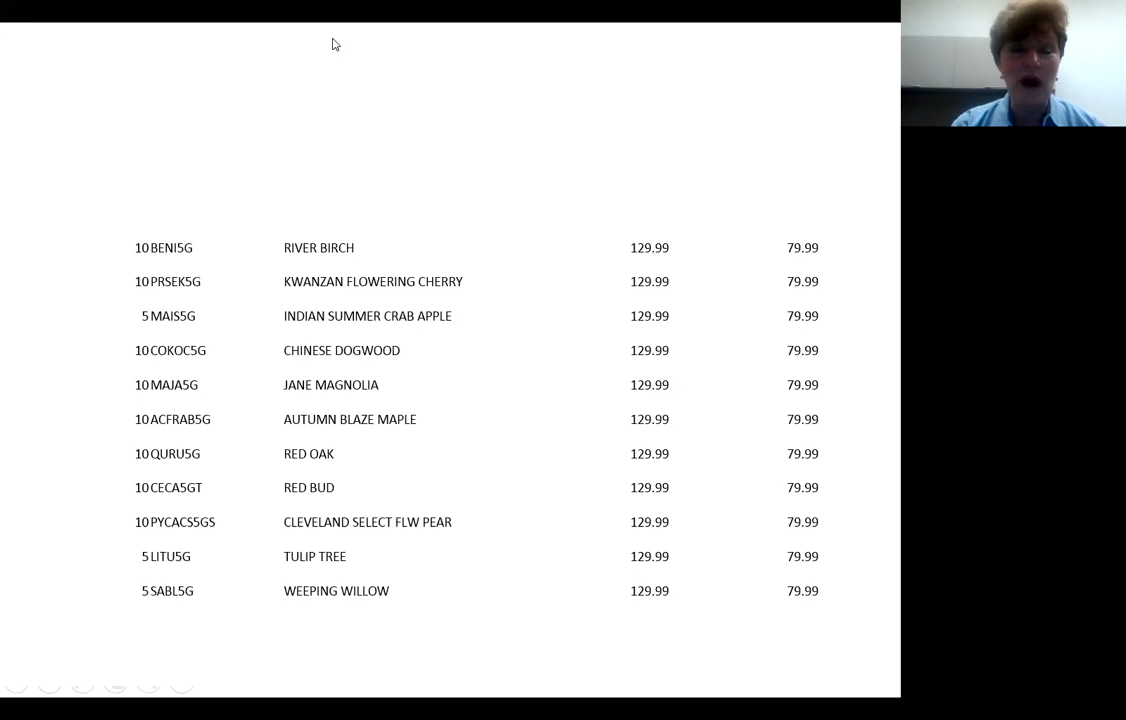 10 BENI5G RIVER BIRCH 129.99 79.99
10 PRSEK5G KWANZAN FLOWERING CHERRY 129.99 79.99
5 MAIS5G INDIAN SUMMER CRAB APPLE 129.99 79.99
10 COKOC5G CHINESE DOGWOOD 129.99 79.99
10 MAJA5G JANE MAGNOLIA 129.99 79.99
10 ACFRAB5G AUTUMN BLAZE MAPLE 129.99 79.99
10 QURU5G RED OAK 129.99 79.99
10 CECA5GT RED BUD 129.99 79.99
10 PYCACS5GS CLEVELAND SELECT FLW PEAR 129.99 79.99
5 LITU5G TULIP TREE 129.99 79.99
5 SABL5G WEEPING WILLOW 129.99 79.99